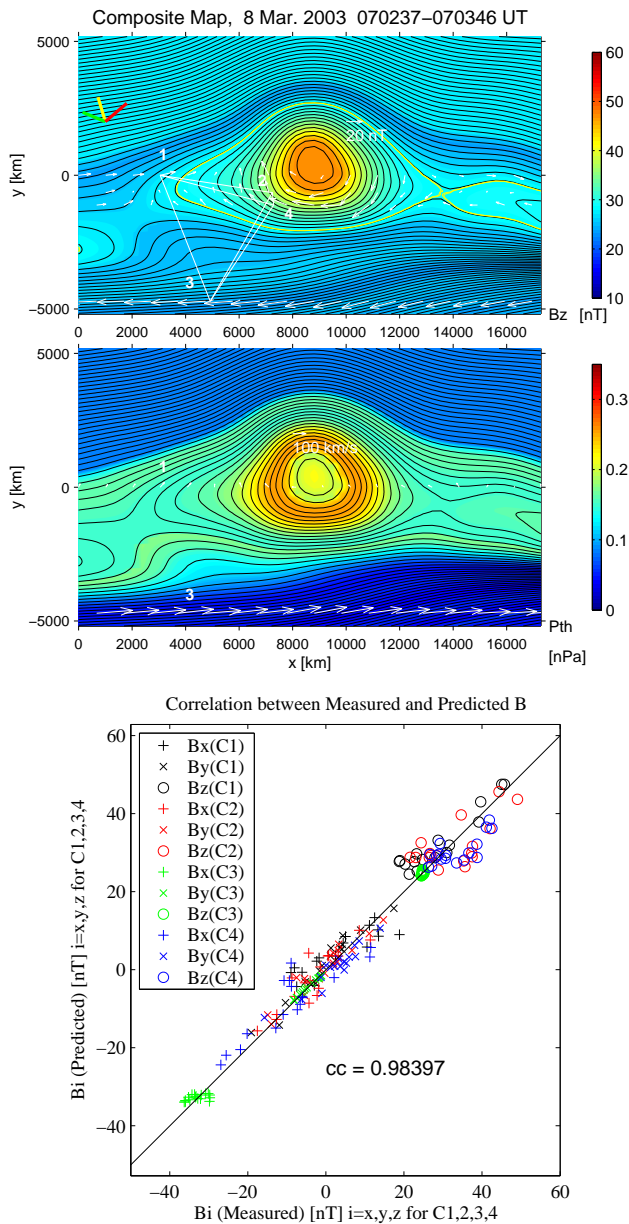 Composite Map, 8 Mar. 2003 070237−070346 UT
5000
0
−5000
y [km]
1
2
3
4
20 nT
0 2000 4000 6000 8000 10000 12000 14000 16000
60
50
40
30
20
10
Bz [nT]
5000
0
−5000
y [km]
1
3
100 km/s
0 2000 4000 6000 8000 10000 12000 14000 16000
x [km]
0.3
0.2
0.1
0
Pth
[nPa]
Correlation between Measured and Predicted B
Bx(C1)
By(C1)
Bz(C1)
Bx(C2)
By(C2)
Bz(C2)
Bx(C3)
By(C3)
Bz(C3)
Bx(C4)
By(C4)
Bz(C4)
60
40
20
0
−20
−40
Bi (Predicted) [nT] i=x,y,z for C1,2,3,4
cc = 0.98397
−40 −20 0 20 40 60
Bi (Measured) [nT] i=x,y,z for C1,2,3,4